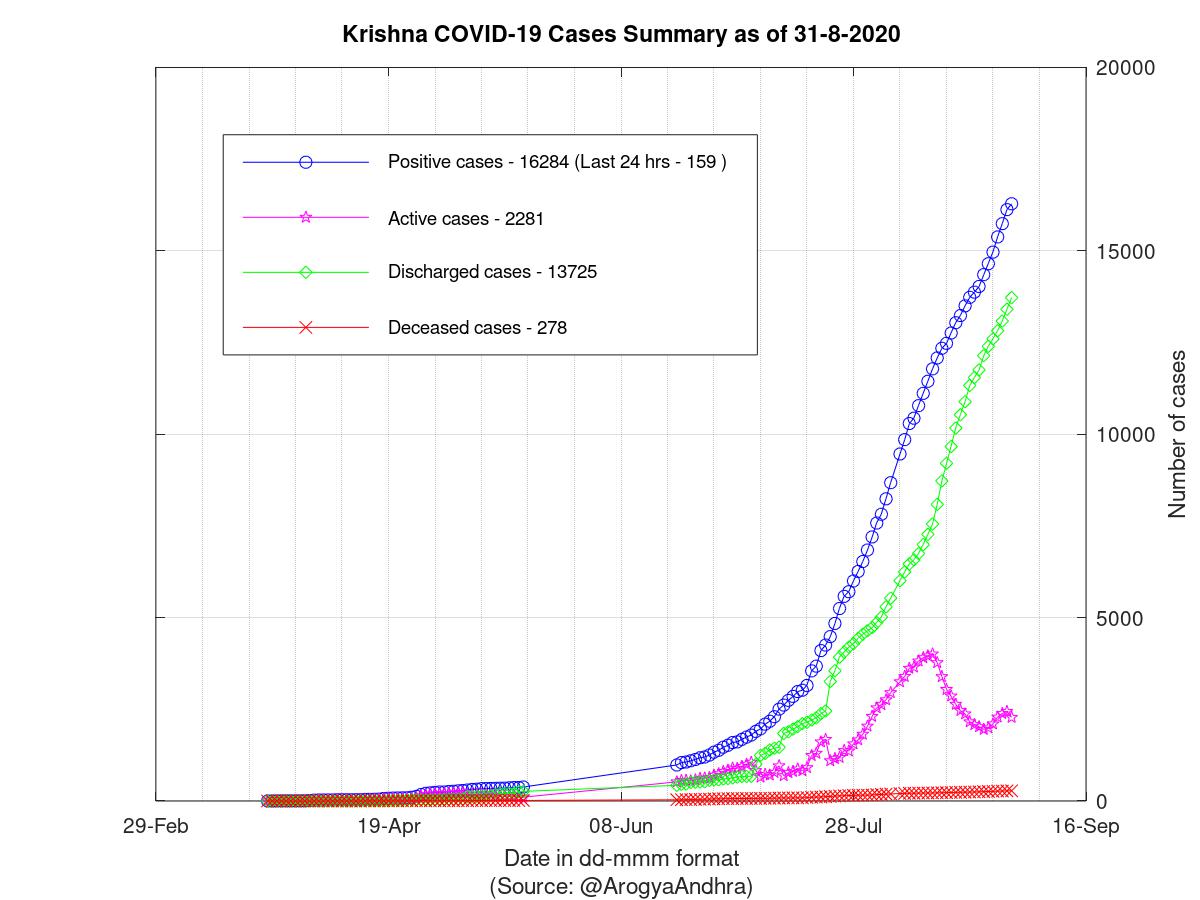 Krishna COVID-19 Cases Summary as of 31-8-2020
20000
Positive cases - 16284 (Last 24 hrs - 159 )
Active cases - 2281
15000
Discharged cases - 13725
Deceased cases - 278
10000
Number of cases
5000
0
29-Feb 19-Apr 08-Jun 28-Jul 16-Sep
Date in dd-mmm format
(Source: @ArogyaAndhra)